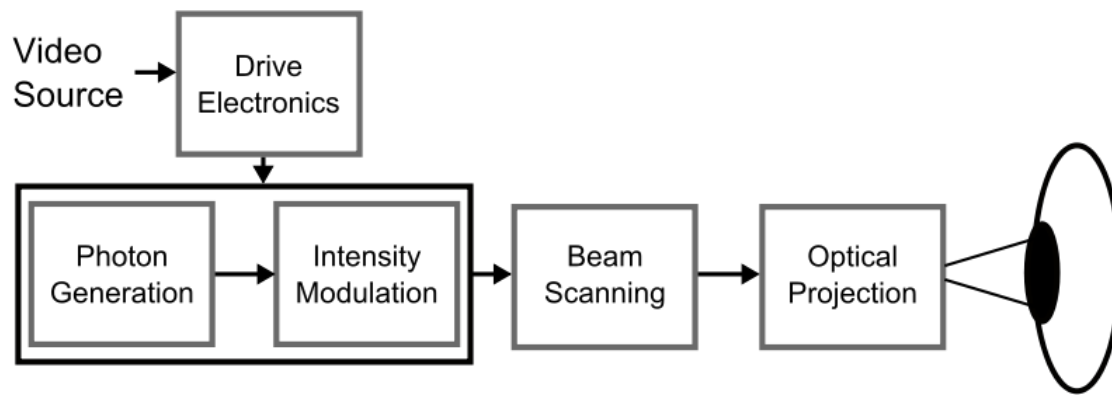 Video
Source
Drive
Electronics
Photon
Generation
Intensity
Modulation
Beam
Scanning
Optical
Projection